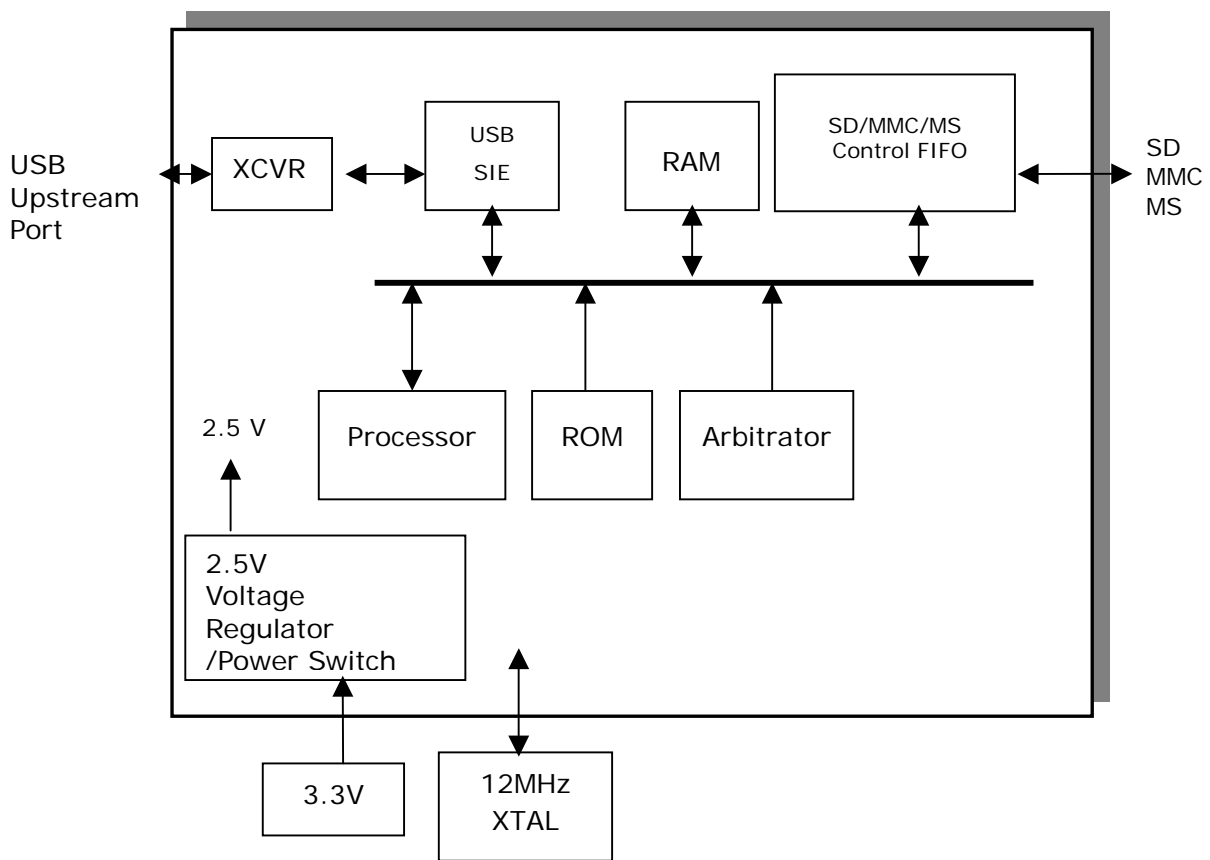 USB
Upstream
Port
XCVR
USB
SIE
RAM
SD/MMC/MS
Control FIFO
SD
MMC
MS
Processor
ROM
Arbitrator
2.5 V
2.5V
Voltage
Regulator
/Power Switch
3.3V
12MHz
XTAL